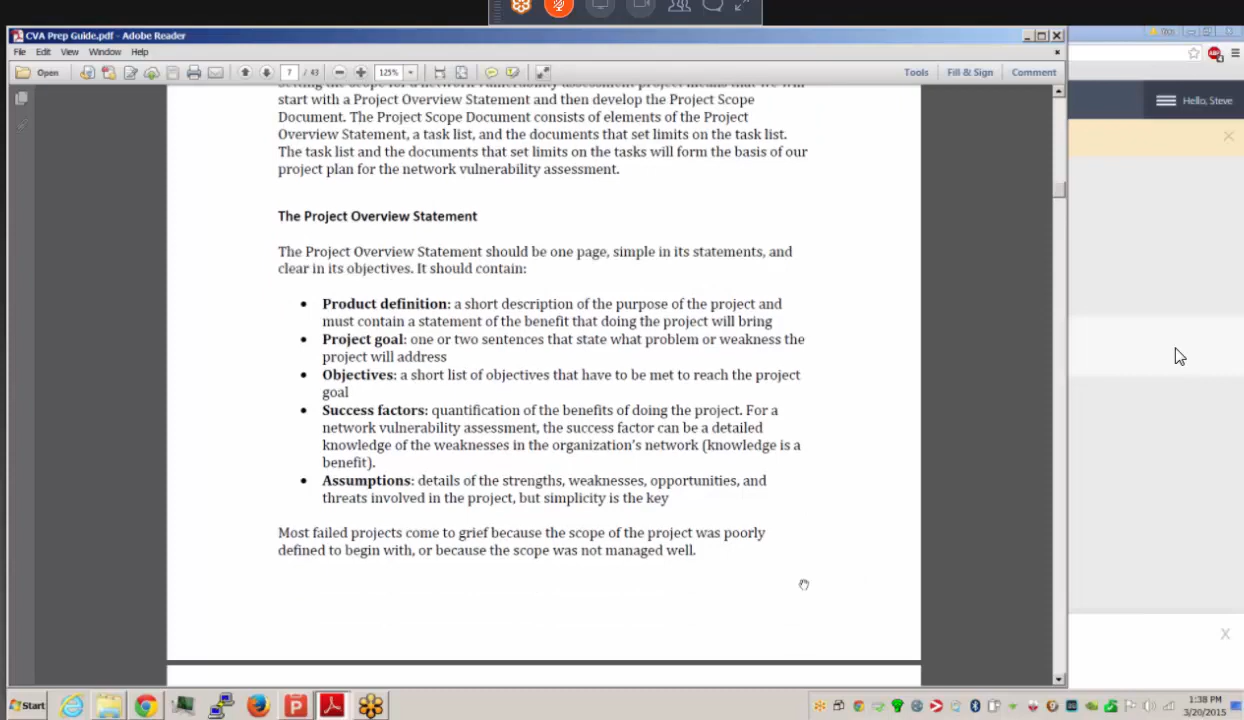 CVA Prep Guide.pdf - Adobe Reader
File Edit View Window Help
Open 7 / 43 125% Tools Fill & Sign Comment
Hello, Steve
start with a Project Overview Statement and then develop the Project Scope
Document. The Project Scope Document consists of elements of the Project
Overview Statement, a task list, and the documents that set limits on the task list.
The task list and the documents that set limits on the tasks will form the basis of our
project plan for the network vulnerability assessment.
The Project Overview Statement
The Project Overview Statement should be one page, simple in its statements, and
clear in its objectives. It should contain:
• Product definition: a short description of the purpose of the project and
must contain a statement of the benefit that doing the project will bring
• Project goal: one or two sentences that state what problem or weakness the
project will address
• Objectives: a short list of objectives that have to be met to reach the project
goal
• Success factors: quantification of the benefits of doing the project. For a
network vulnerability assessment, the success factor can be a detailed
knowledge of the weaknesses in the organization's network (knowledge is a
benefit).
• Assumptions: details of the strengths, weaknesses, opportunities, and
threats involved in the project, but simplicity is the key
Most failed projects come to grief because the scope of the project was poorly
defined to begin with, or because the scope was not managed well.
Start
1:38 PM
3/20/2015